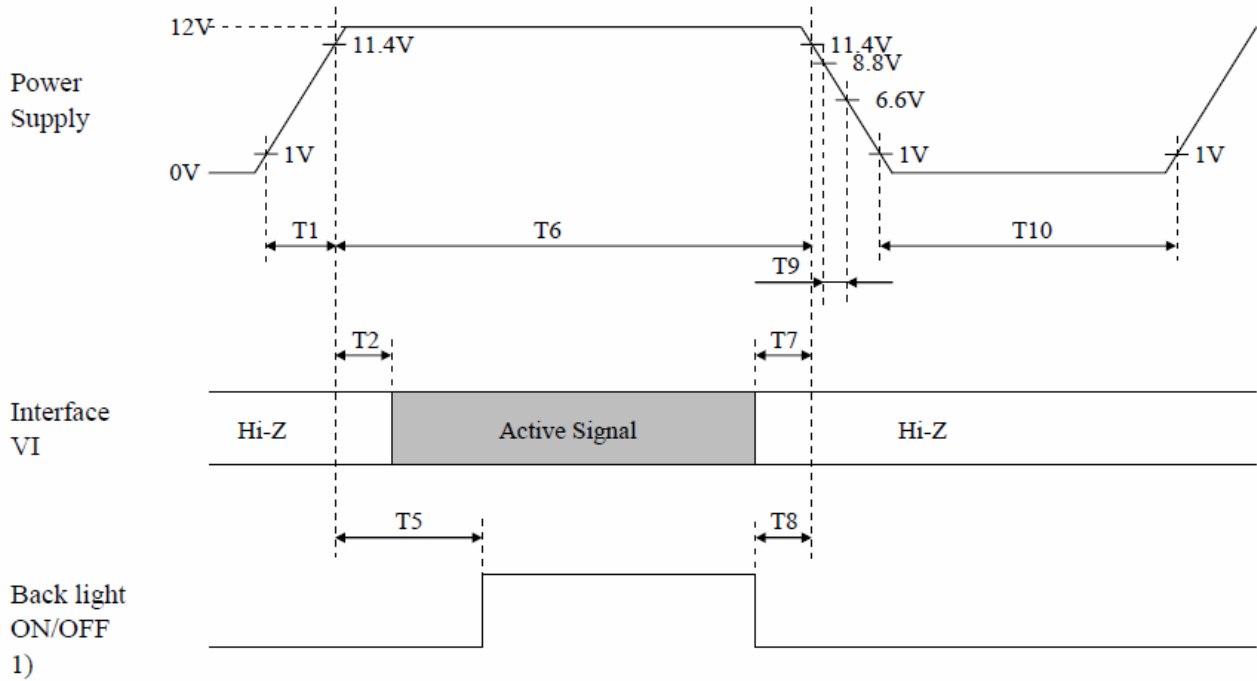 12V
11.4V
11.4V
8.8V
Power
Supply
6.6V
1V
1V
1V
0V
T1
T6
T10
T9
T2
T7
Interface
VI
Hi-Z
Active Signal
Hi-Z
T5
T8
Back light
ON/OFF
1)